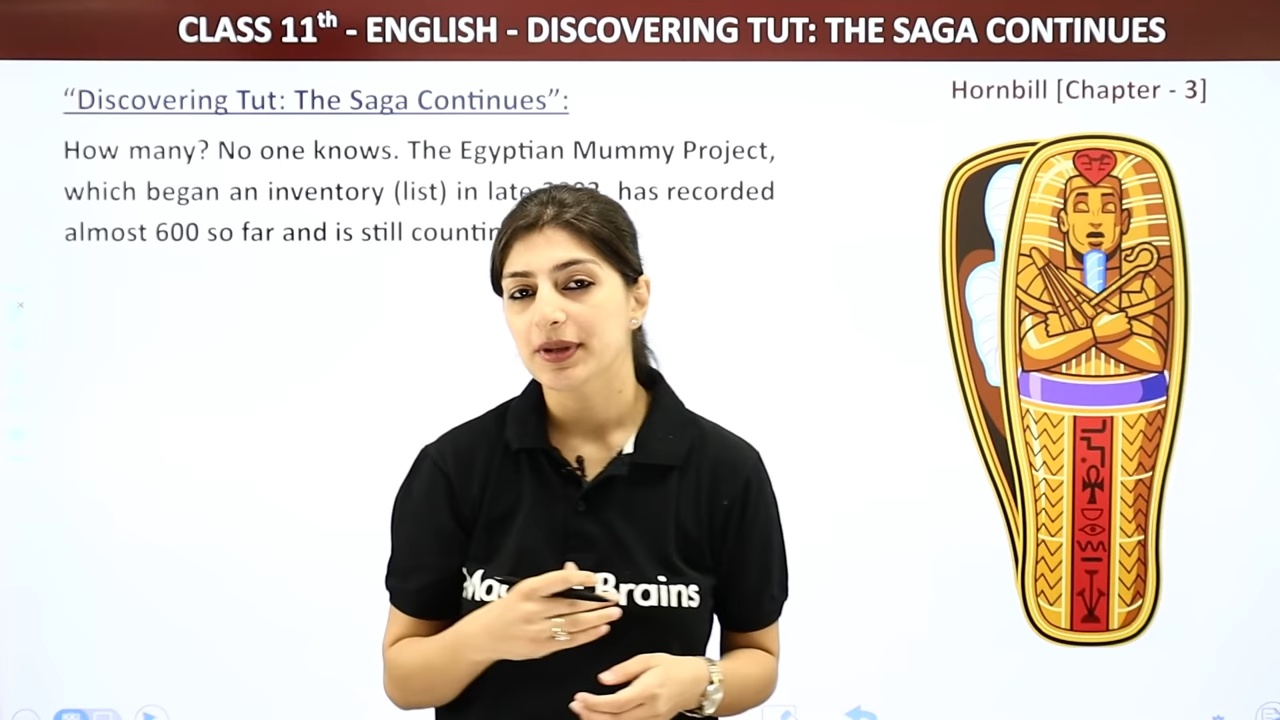 CLASS 11th - ENGLISH - DISCOVERING TUT: THE SAGA CONTINUES
Hornbill [Chapter - 3]
“Discovering Tut: The Saga Continues”:
How many? No one knows. The Egyptian Mummy Project,
which began an inventory (list) in late has recorded
almost 600 so far and is still
Brains